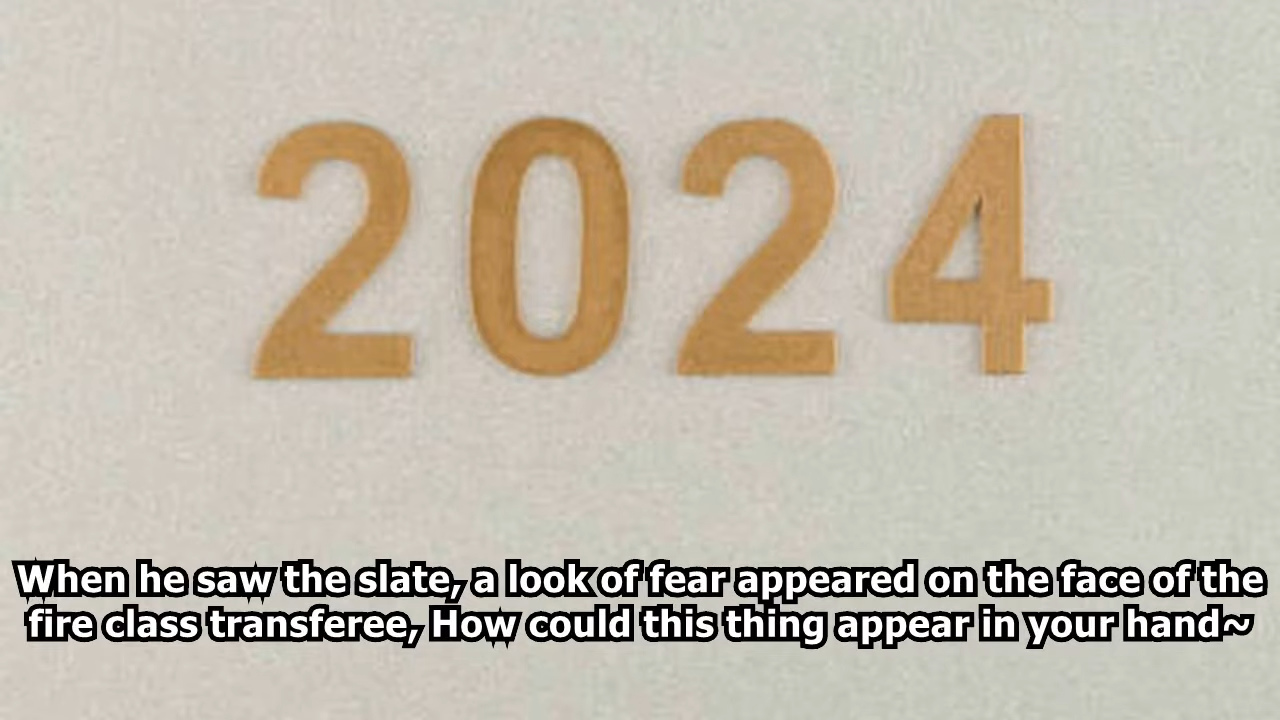 2024
When he saw the slate, a look of fear appeared on the face of the
fire class transferee, How could this thing appear in your hand~